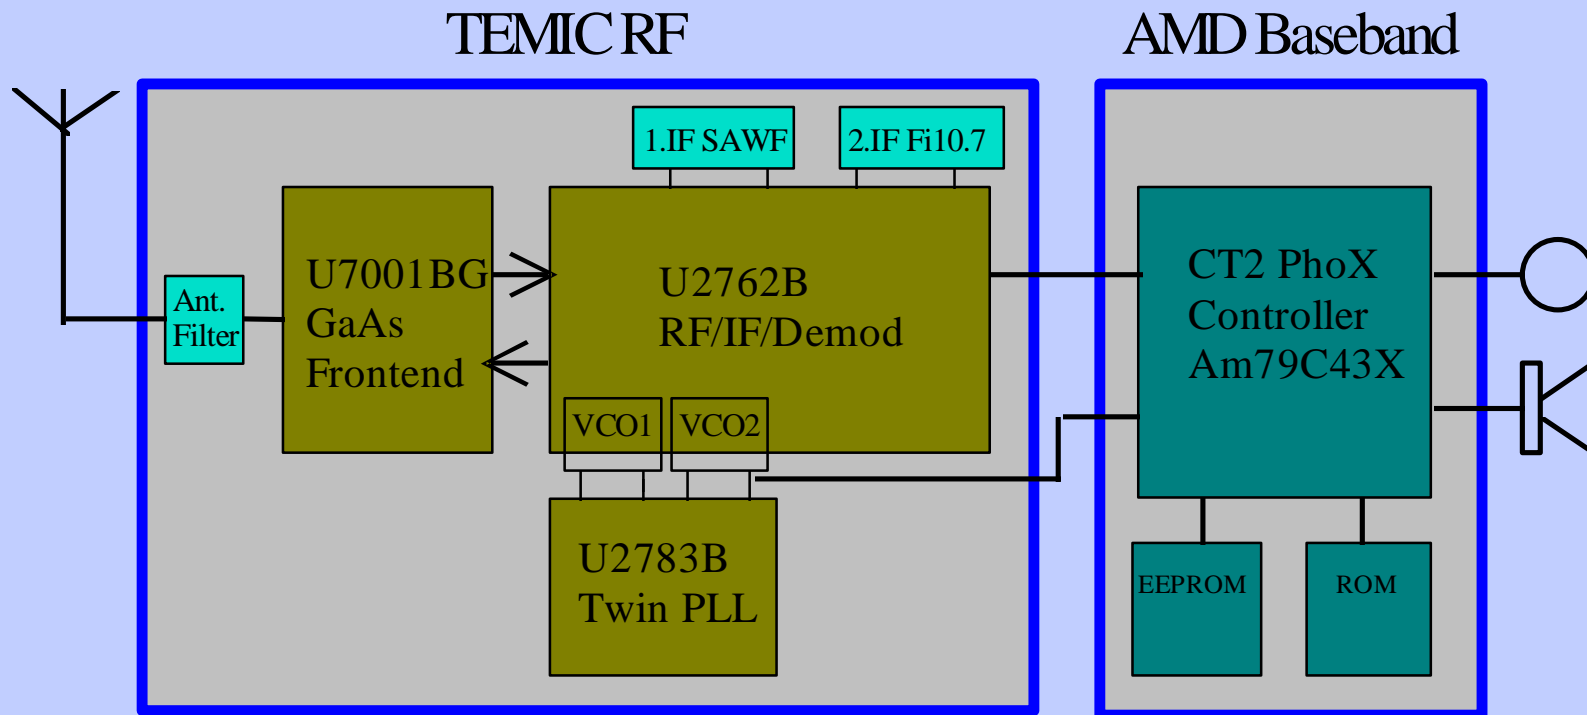 TEMIC RF
AMD Baseband
1.IF SAWF
2.IF Fi10.7
Ant.
Filter
U7001BG
GaAs
Frontend
U2762B
RF/IF/Demod
VCO1
VCO2
U2783B
Twin PLL
CT2 PhoX
Controller
Am79C43X
EEPROM
ROM